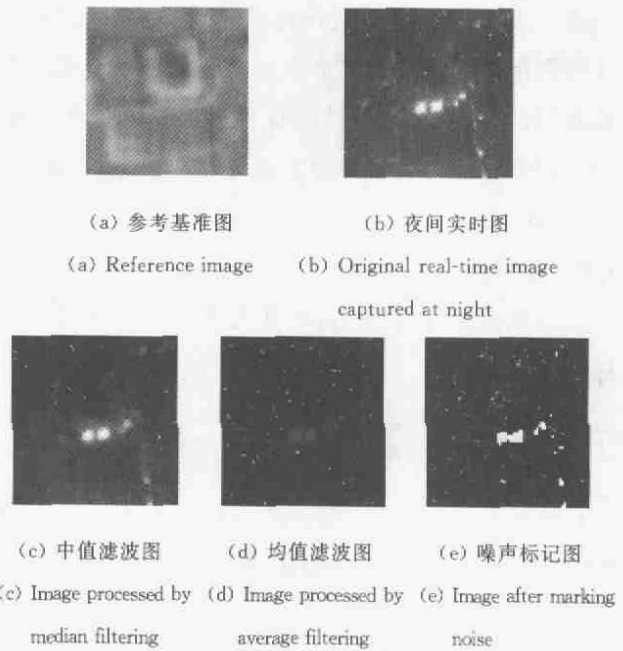 (a) 参考基准图
(b) 夜间实时图
(a) Reference image
(b) Original real-time image
captured at night
(c) 中值滤波图
(d) 均值滤波图
(e) 噪声标记图
(c) Image processed by
(d) Image processed by
(e) Image after marking
median filtering
average filtering
noise